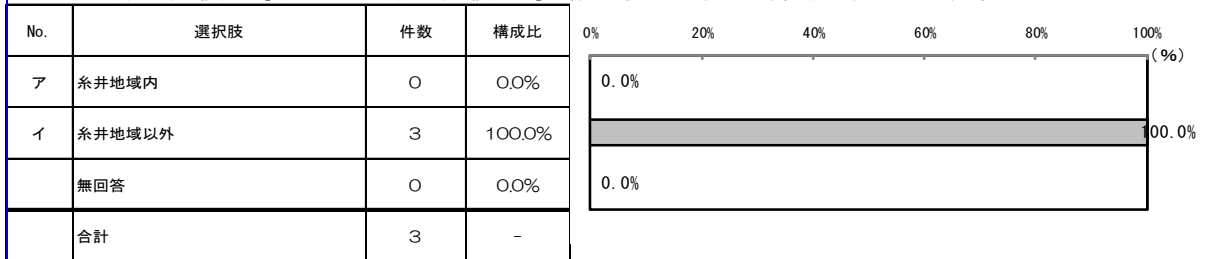 No. 選択肢 件数 構成比
0% 20% 40% 60% 80% 100%
(%)
ア 糸井地域内 0 0.0% 0.0%
イ 糸井地域以外 3 100.0% 100.0%
無回答 0 0.0% 0.0%
合計 3 -